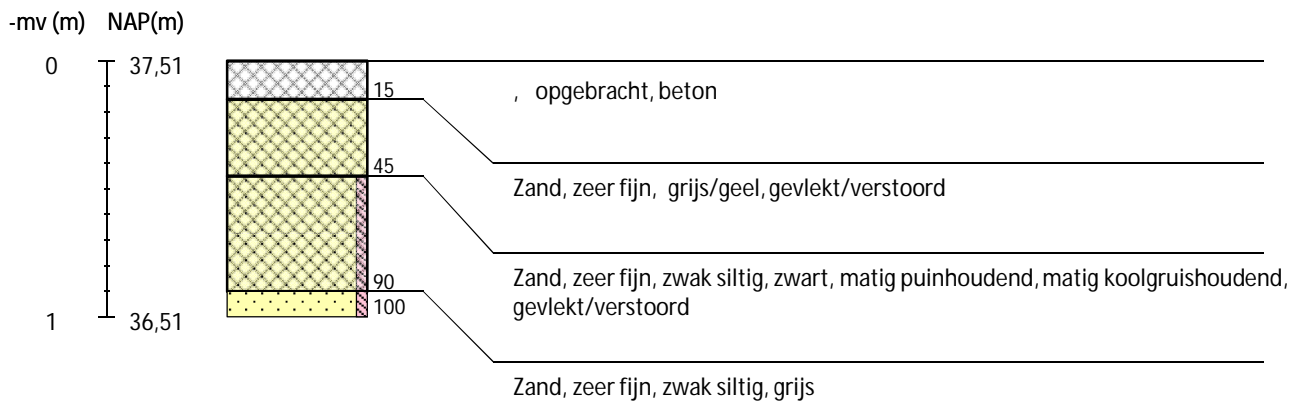 -mv (m) NAP(m)
0 37,51
15
, opgebracht, beton
45
Zand, zeer fijn, grijs/geel, gevlekt/verstoord
90
Zand, zeer fijn, zwak siltig, zwart, matig puinhoudend, matig koolgruishoudend,
gevlekt/verstoord
100
1 36,51
Zand, zeer fijn, zwak siltig, grijs